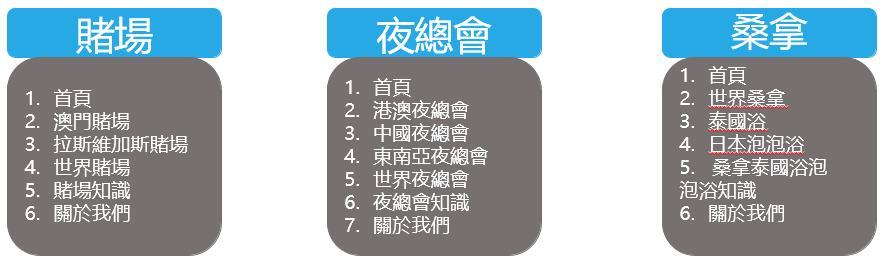 賭場
1. 首頁
2. 澳門賭場
3. 拉斯維加斯賭場
4. 世界賭場
5. 賭場知識
6. 關於我們
夜總會
1. 首頁
2. 港澳夜總會
3. 中國夜總會
4. 東南亞夜總會
5. 世界夜總會
6. 夜總會知識
7. 關於我們
桑拿
1. 首頁
2. 世界桑拿
3. 泰國浴
4. 日本泡泡浴
5. 桑拿泰國浴泡
泡浴知識
6. 關於我們